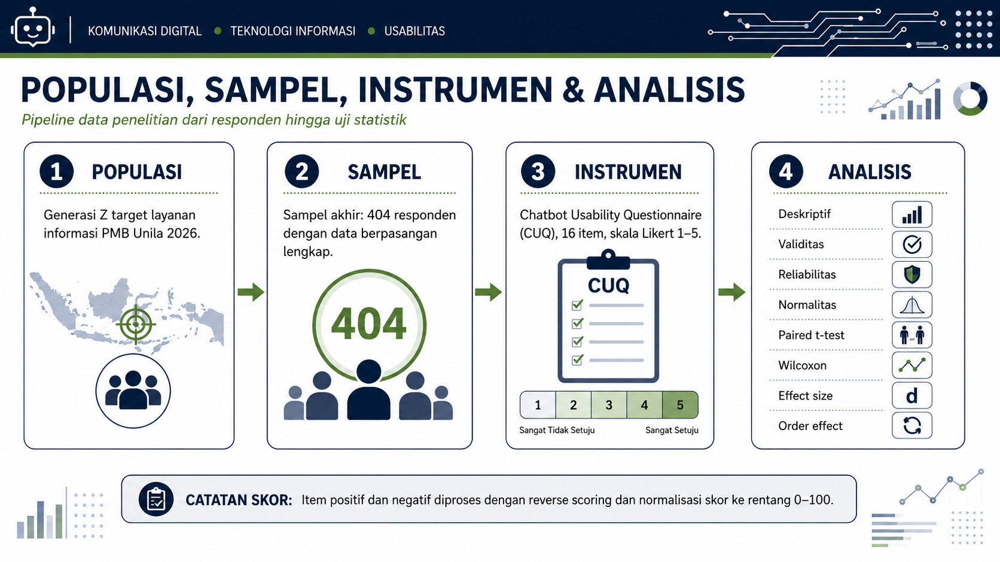 KOMUNIKASI DIGITAL ● TEKNOLOGI INFORMASI ● USABILITAS
POPULASI, SAMPEL, INSTRUMEN & ANALISIS
Pipeline data penelitian dari responden hingga uji statistik
1 POPULASI
Generasi Z target layanan
informasi PMB Unila 2026.
2 SAMPEL
Sampel akhir: 404 responden
dengan data berpasangan
lengkap.
404
3 INSTRUMEN
Chatbot Usability Questionnaire
(CUQ), 16 item, skala Likert 1–5.
CUQ
1 2 3 4 5
Sangat Tidak Setuju Sangat Setuju
4 ANALISIS
Deskriptif
Validitas
Reliabilitas
Normalitas
Paired t-test
Wilcoxon
Effect size d
Order effect
CATATAN SKOR: Item positif dan negatif diproses dengan reverse scoring dan normalisasi skor ke rentang 0–100.